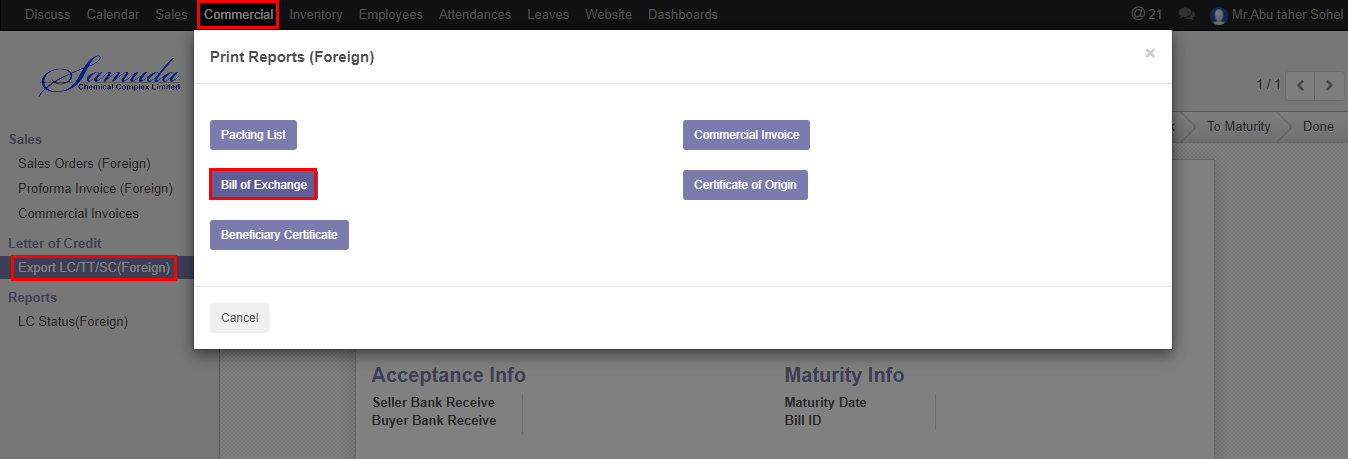 Discuss Calendar Sales Commercial Inventory Employees Attendances Leaves Website Dashboards @ 21 Mr.Abu taher Sohel
Samuda
Chemical Complex Limited
Sales
Sales Orders (Foreign)
Proforma Invoice (Foreign)
Commercial Invoices
Letter of Credit
Export LC/TT/SC(Foreign)
Reports
LC Status(Foreign)
Print Reports (Foreign) ×
Packing List Commercial Invoice
Bill of Exchange Certificate of Origin
Beneficiary Certificate
Cancel
1 / 1
To Maturity Done
Acceptance Info Maturity Info
Seller Bank Receive Maturity Date
Buyer Bank Receive Bill ID